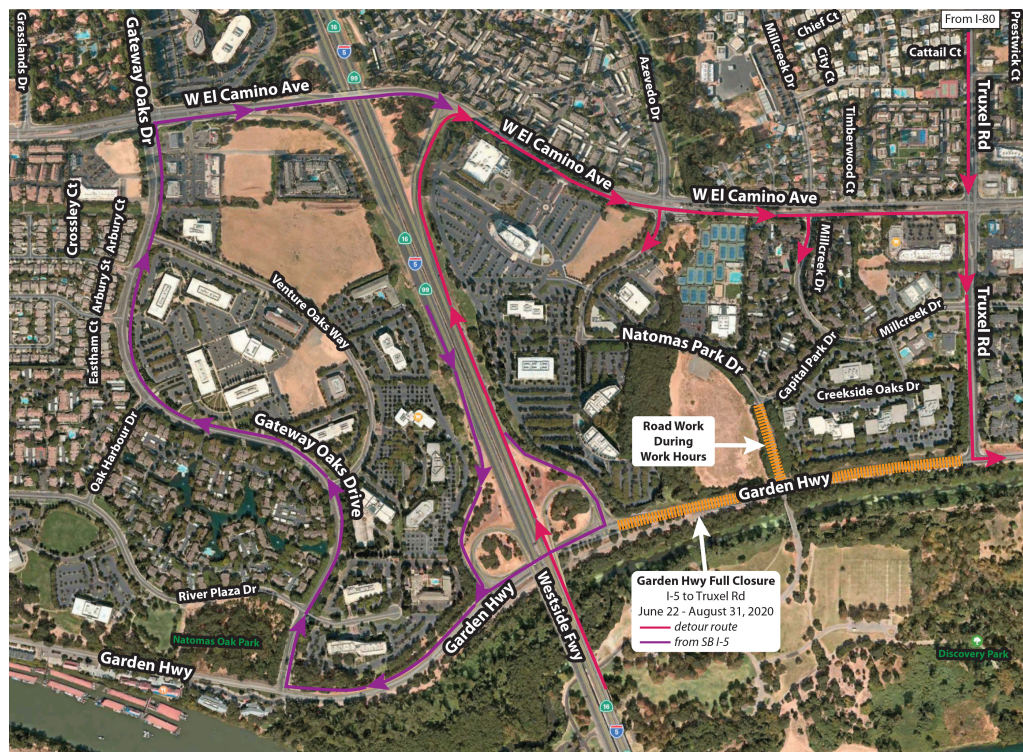 Grasslands Dr
Gateway Oaks Dr
16
5
99
W El Camino Ave
Azevedo Dr
Millcreek Dr
Chief Ct
City Ct
From I-80
Prestwick Ct
Cattail Ct
Truxel Rd
Timberwood Ct
W El Camino Ave
W El Camino Ave
Crossley Ct
Arbury Ct
Arbury St
Eastham Ct
16
5
99
Venture Oaks Way
Millcreek Dr
Millcreek Dr
Truxel Rd
Natomas Park Dr
Capital Park Dr
Creekside Oaks Dr
Oak Harbour Dr
Gateway Oaks Drive
Road Work
During
Work Hours
Garden Hwy
River Plaza Dr
Natomas Oak Park
Garden Hwy
Garden Hwy
Westside Fwy
Garden Hwy Full Closure
I-5 to Truxel Rd
June 22 - August 31, 2020
detour route
from SB I-5
Discovery Park
16
5